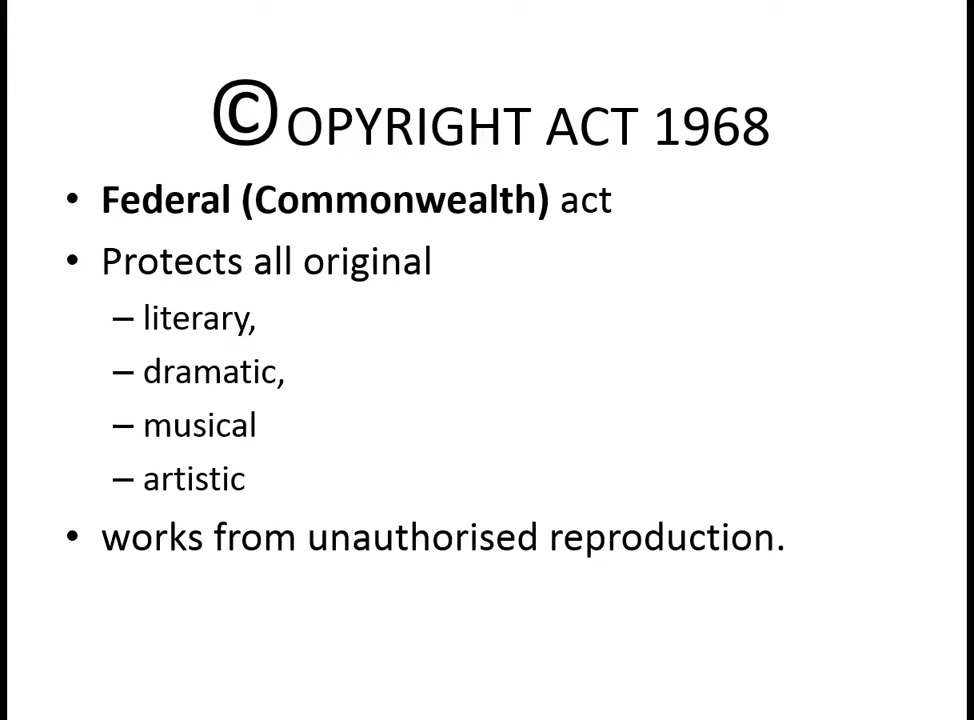 ©OPYRIGHT ACT 1968
• Federal (Commonwealth) act
• Protects all original
– literary,
– dramatic,
– musical
– artistic
• works from unauthorised reproduction.